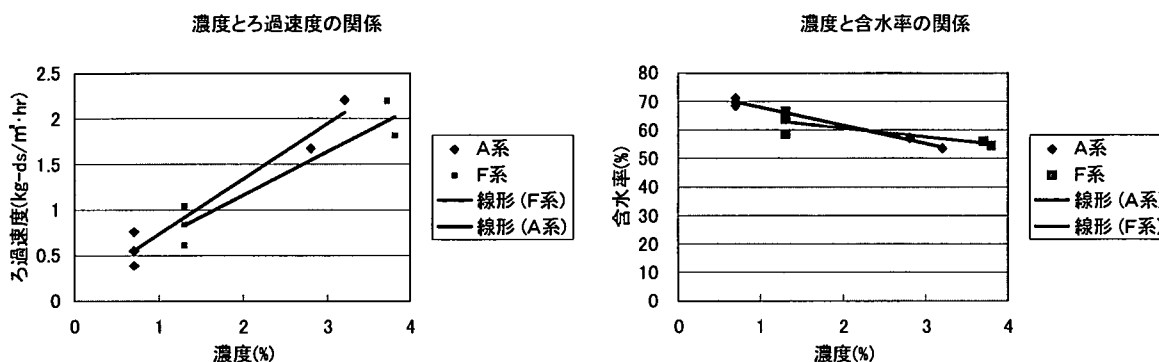 濃度とろ過速度の関係
ろ過速度(kg-ds/㎡・hr)
2.5
2
1.5
1
0.5
0
0 1 2 3 4
濃度(%)
A系
F系
線形(F系)
線形(A系)
濃度と含水率の関係
含水率(%)
80
70
60
50
40
30
20
10
0
0 1 2 3 4
濃度(%)
A系
F系
線形(A系)
線形(F系)